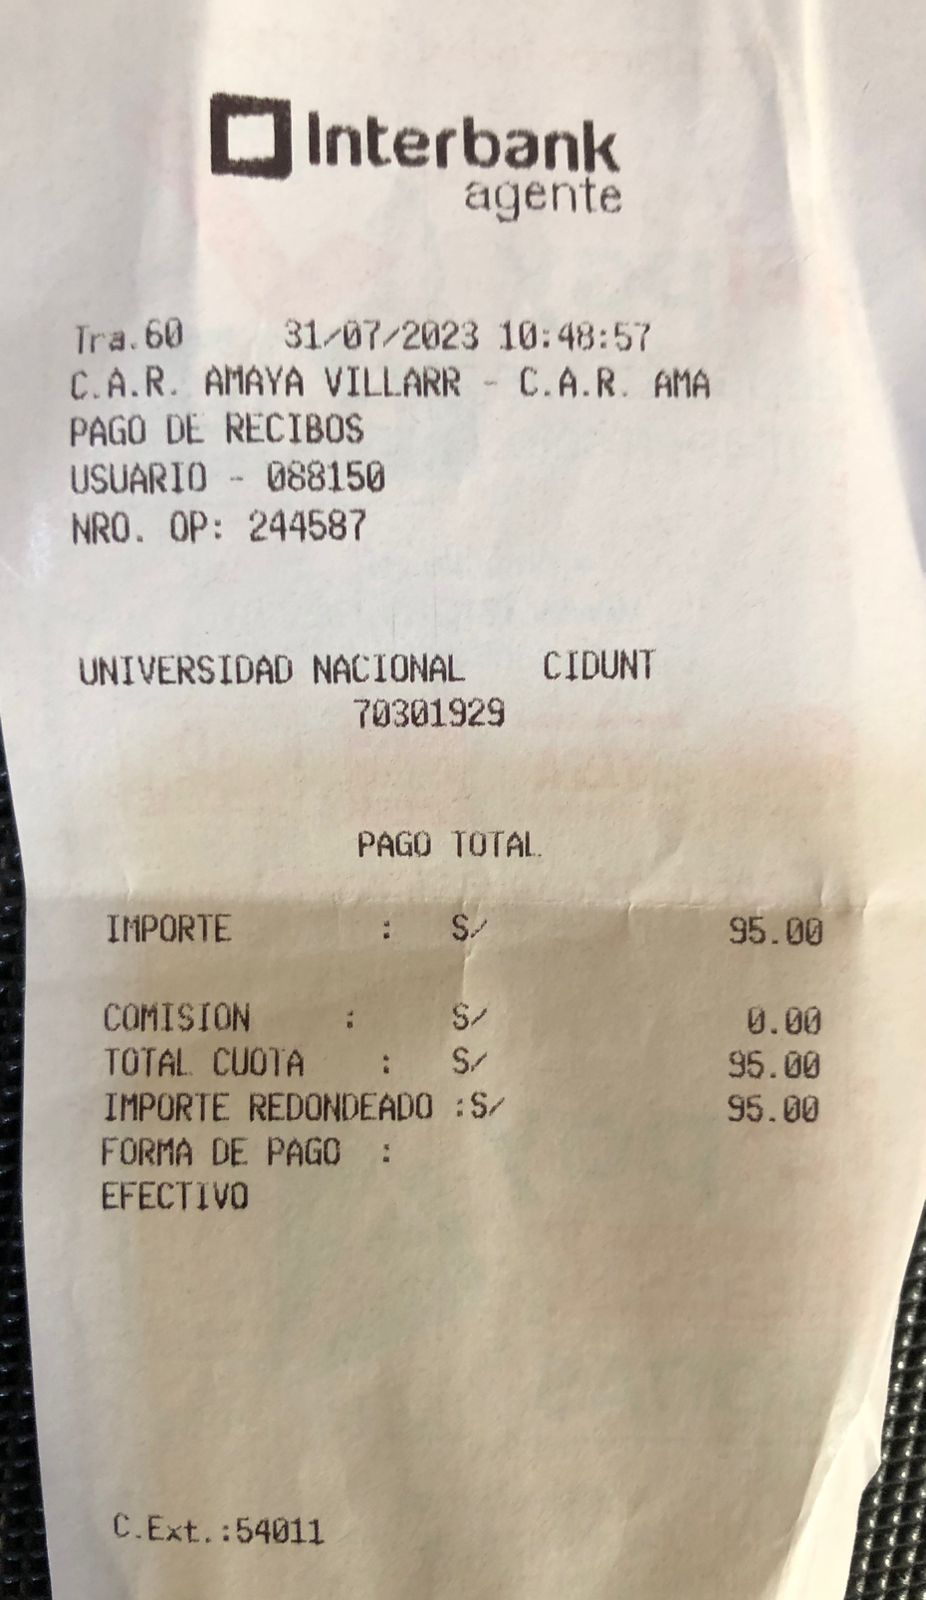 Interbank
agente
Tra.60 31/07/2023 10:48:57
C.A.R. AMAYA VILLARR - C.A.R. AMA
PAGO DE RECIBOS
USUARIO - 088150
NRO. OP: 244587
UNIVERSIDAD NACIONAL CIDUNT
70301929
PAGO TOTAL
IMPORTE : S/ 95.00
COMISION : S/ 0.00
TOTAL CUOTA : S/ 95.00
IMPORTE REDONDEADO :S/ 95.00
FORMA DE PAGO :
EFECTIVO
C.Ext.:54011